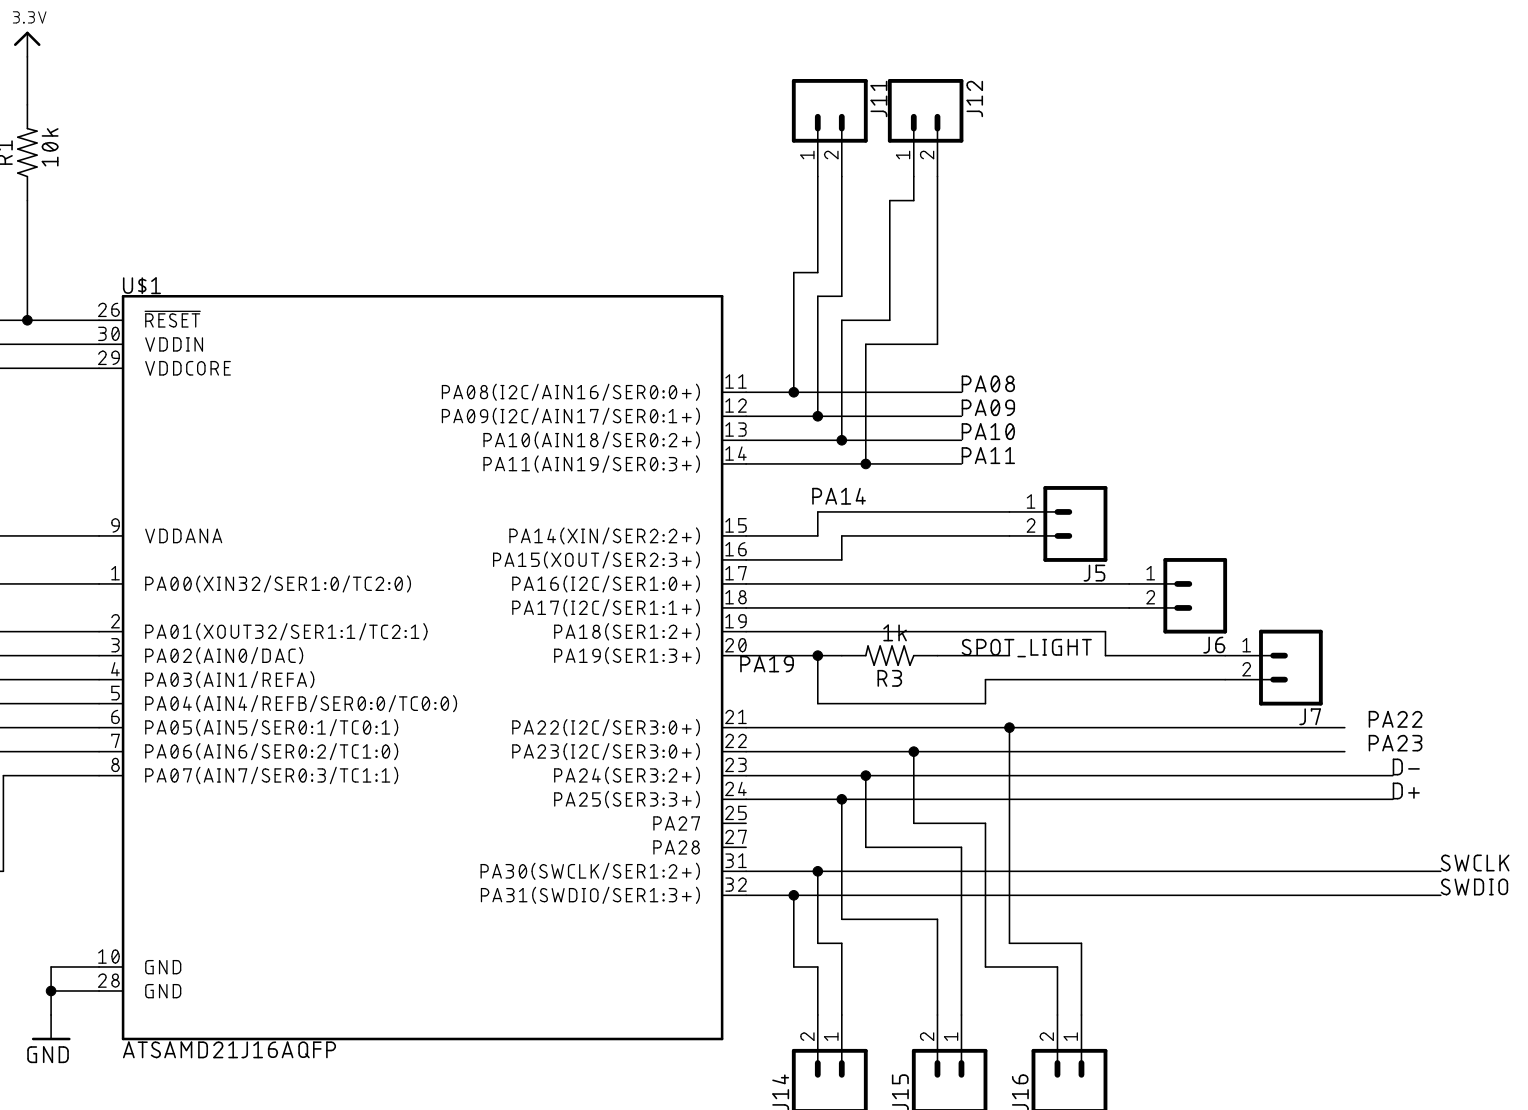 3.3V
R1
10k
J11
J12
1
2
1
2
U$1
26
RESET
30
VDDIN
29
VDDCORE
PA08(I2C/AIN16/SER0:0+)
11
PA08
PA09(I2C/AIN17/SER0:1+)
12
PA09
PA10(AIN18/SER0:2+)
13
PA10
PA11(AIN19/SER0:3+)
14
PA11
PA14
1
2
J5
9
VDDANA
PA14(XIN/SER2:2+)
15
PA15(XOUT/SER2:3+)
16
1
PA00(XIN32/SER1:0/TC2:0)
PA16(I2C/SER1:0+)
17
1
PA17(I2C/SER1:1+)
18
2
J6
2
PA01(XOUT32/SER1:1/TC2:1)
PA18(SER1:2+)
19
1k
3
PA02(AIN0/DAC)
PA19(SER1:3+)
20
PA19
R3
SPOT_LIGHT
1
2
J7
4
PA03(AIN1/REFA)
5
PA04(AIN4/REFB/SER0:0/TC0:0)
6
PA05(AIN5/SER0:1/TC0:1)
PA22(I2C/SER3:0+)
21
PA22
7
PA06(AIN6/SER0:2/TC1:0)
PA23(I2C/SER3:0+)
22
PA23
8
PA07(AIN7/SER0:3/TC1:1)
PA24(SER3:2+)
23
D-
PA25(SER3:3+)
24
D+
PA27
25
PA28
27
PA30(SWCLK/SER1:2+)
31
SWCLK
PA31(SWDIO/SER1:3+)
32
SWDIO
10
GND
28
GND
GND
ATSAMD21J16AQFP
2
1
J14
2
1
J15
2
1
J16